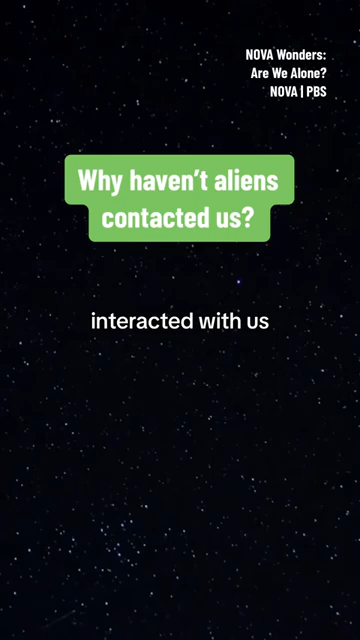 NOVA Wonders:
Are We Alone?
NOVA | PBS
Why haven’t aliens
contacted us?
interacted with us